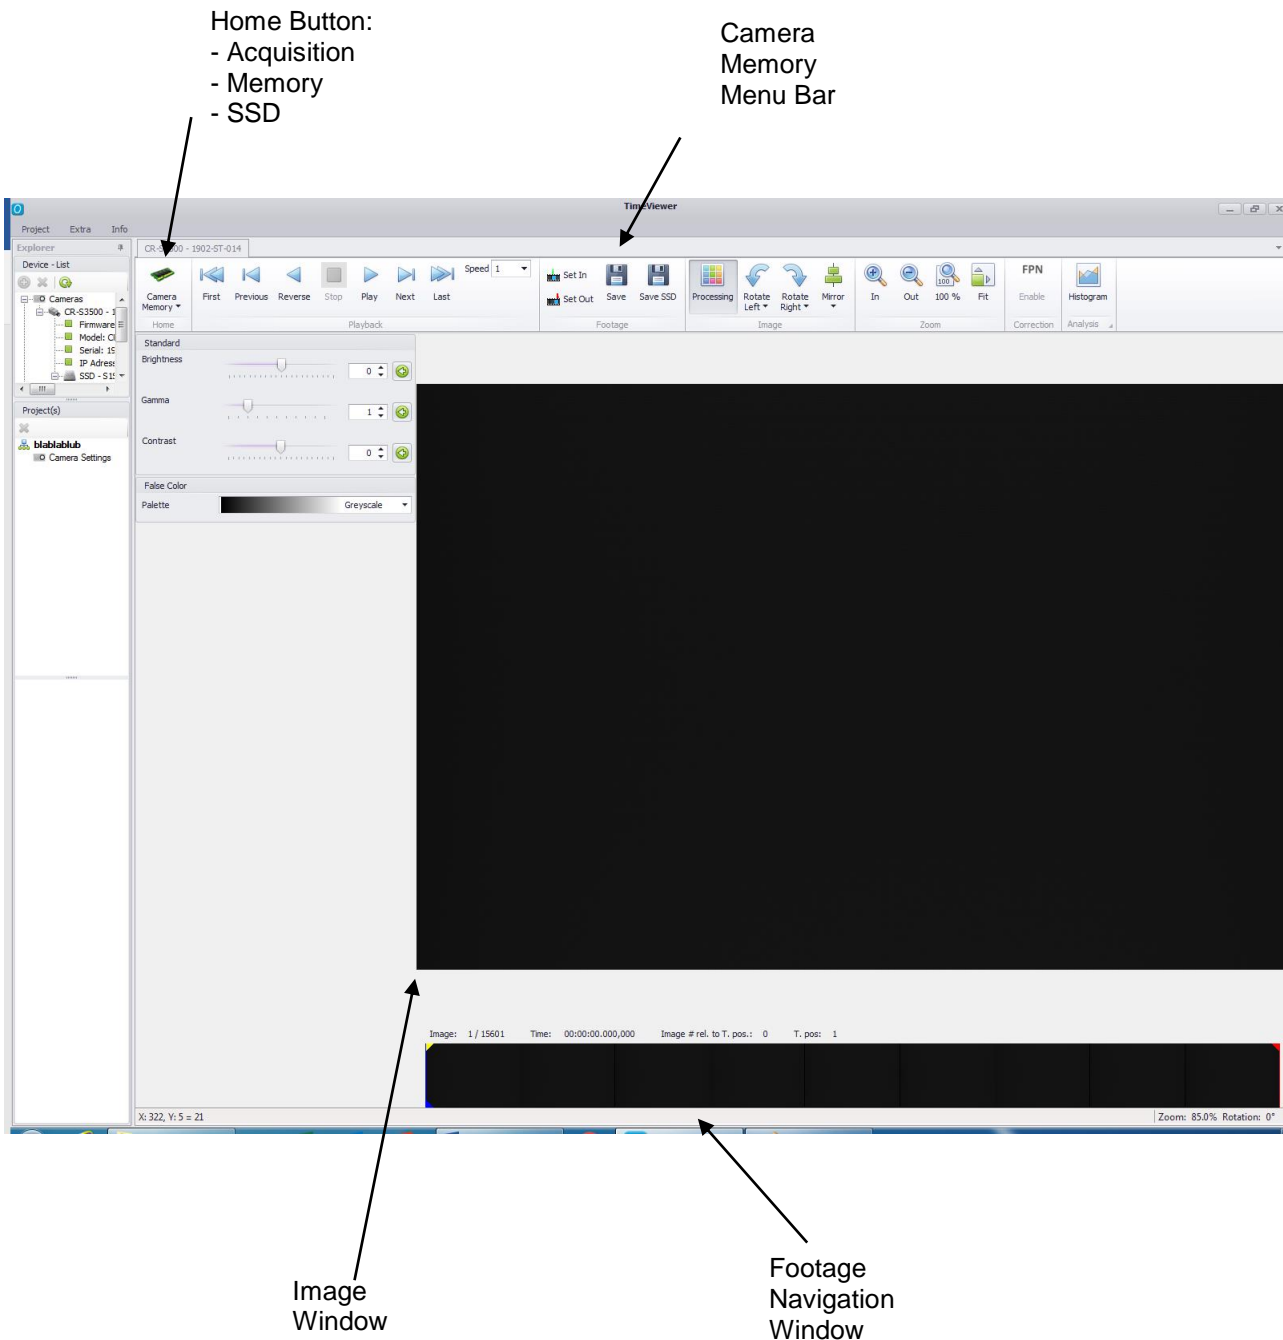 Home Button:
- Acquisition
- Memory
- SSD
Camera
Memory
Menu Bar
TimeViewer
Project Extra Info
Explorer
CR-S3500 - 1902-ST-014
Device - List
Cameras
CR-S3500 - 1
Firmware
Model: CI
Serial: 19
IP Adress
SSD - S15
Camera
Memory
Home
First Previous Reverse Stop Play Next Last
Speed 1
Playback
Set In
Set Out
Save Save SSD
Footage
Processing
Rotate
Left
Rotate
Right
Mirror
Image
100
In Out 100 % Fit
Zoom
FPN
Enable
Correction
Histogram
Analysis
Standard
Brightness 0
Gamma 1
Contrast 0
False Color
Palette Greyscale
Project(s)
blablablub
Camera Settings
Image: 1 / 15601 Time: 00:00:00.000,000 Image # rel. to T. pos.: 0 T. pos: 1
X: 322, Y: 5 = 21
Zoom: 85.0% Rotation: 0°
Image
Window
Footage
Navigation
Window